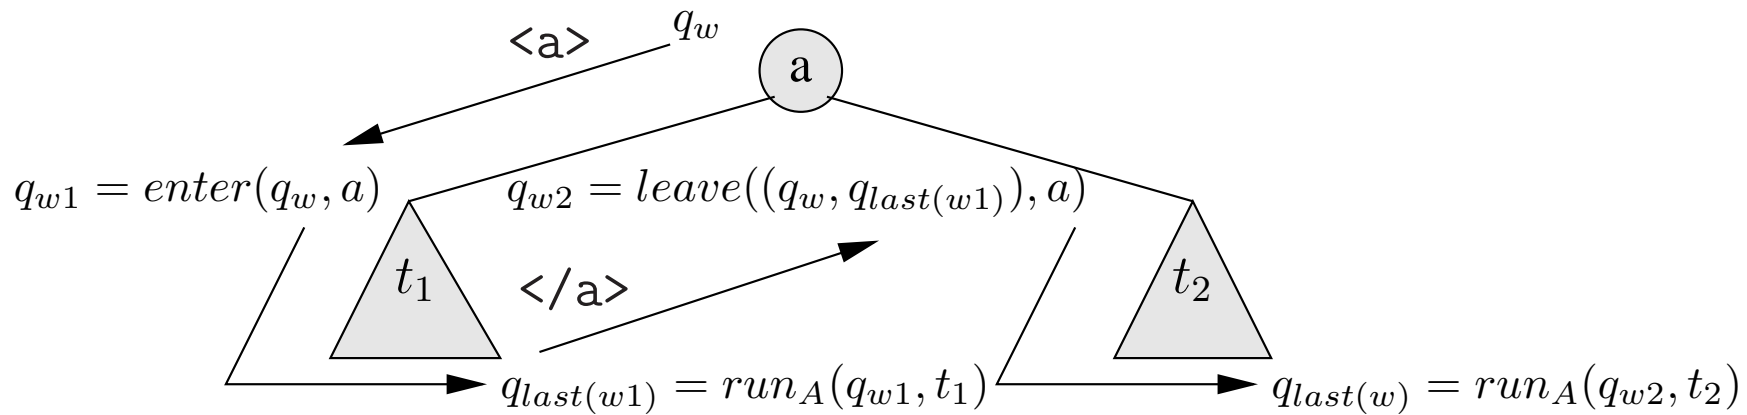 <a> q_w
a
q_{w1} = enter(q_w, a) q_{w2} = leave((q_w, q_{last(w1)}), a)
t_1 </a> t_2
q_{last(w1)} = run_A(q_{w1}, t_1) q_{last(w)} = run_A(q_{w2}, t_2)